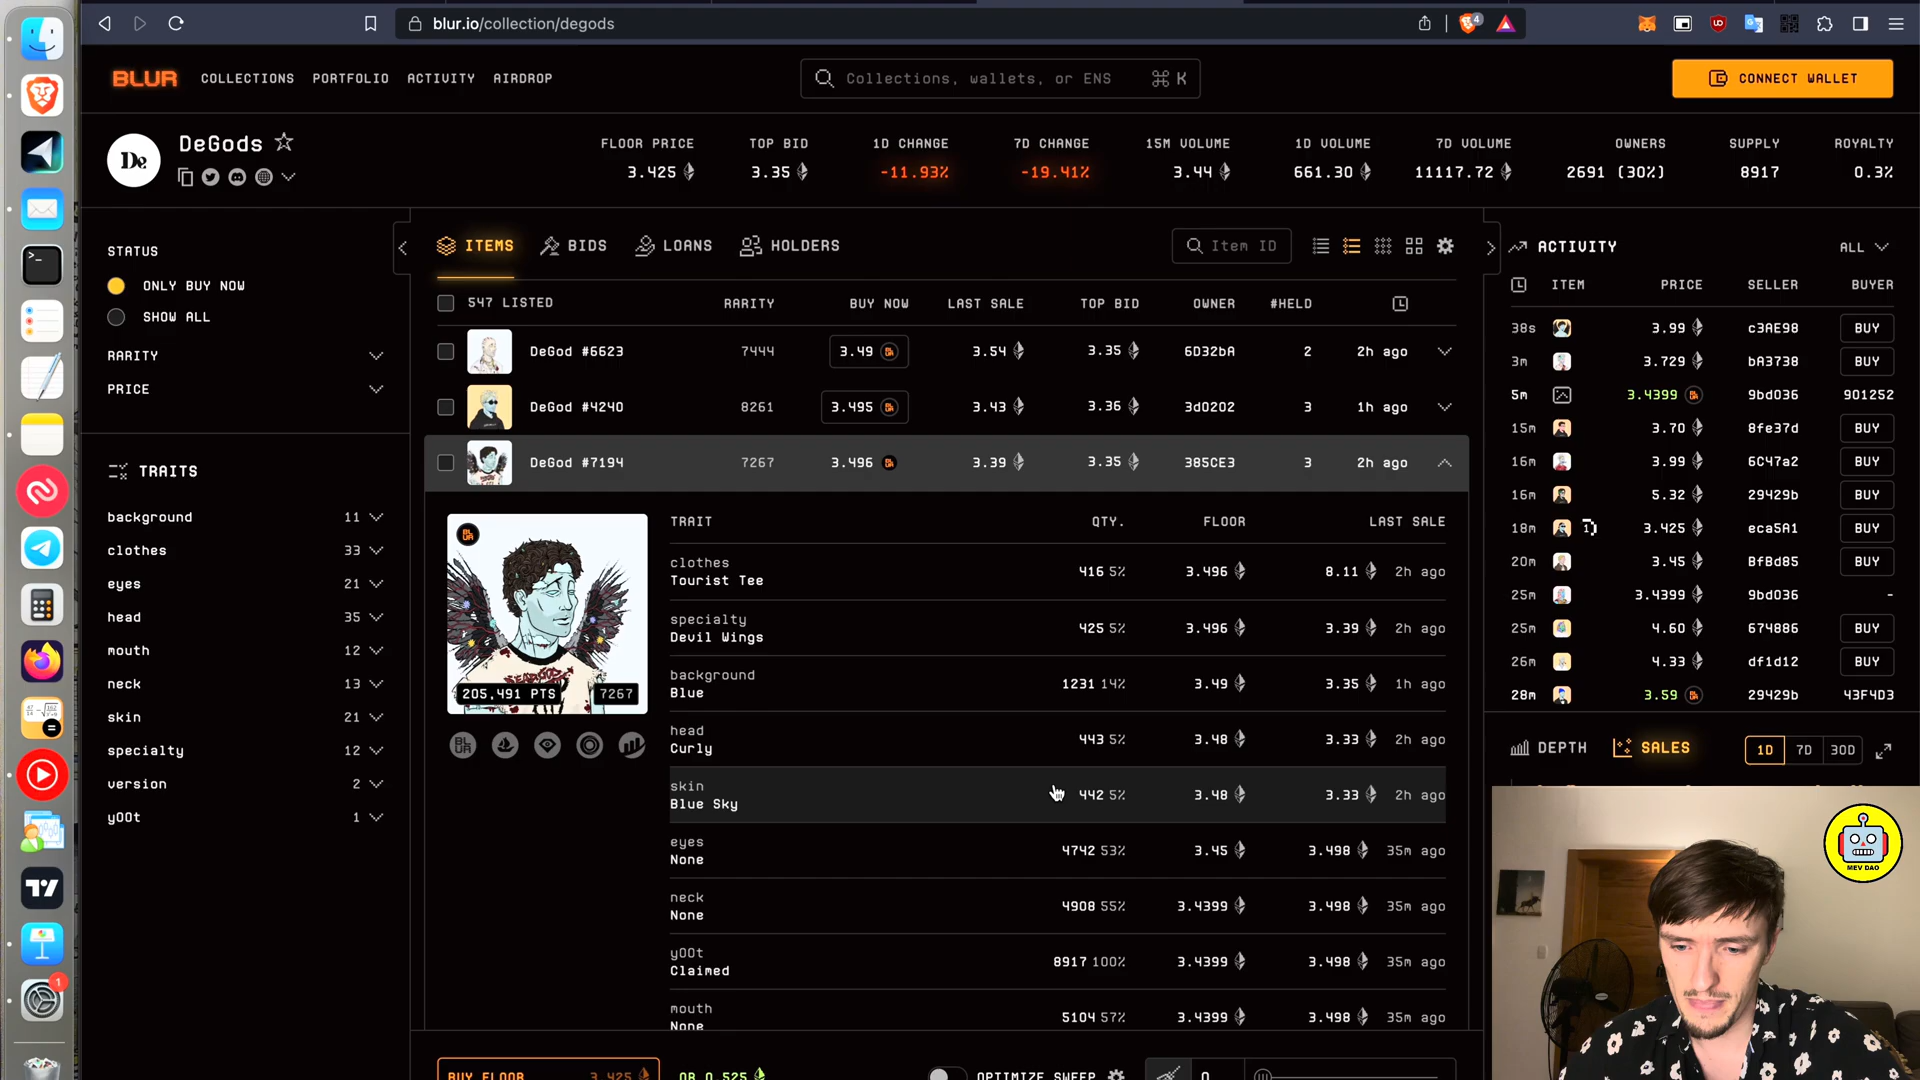 blur.io/collection/degods
4
BLUR COLLECTIONS PORTFOLIO ACTIVITY AIRDROP
Collections, wallets, or ENS ⌘ K
CONNECT WALLET
De
DeGods
FLOOR PRICE TOP BID 1D CHANGE 7D CHANGE 15M VOLUME 1D VOLUME 7D VOLUME OWNERS SUPPLY ROYALTY
3.425 3.35 -11.93% -19.41% 3.44 661.30 11117.72 2691 (30%) 8917 0.3%
STATUS
ONLY BUY NOW
SHOW ALL
RARITY
PRICE
TRAITS
background 11
clothes 33
eyes 21
head 35
mouth 12
neck 13
skin 21
specialty 12
version 2
y00t 1
ITEMS BIDS LOANS HOLDERS
Item ID
547 LISTED RARITY BUY NOW LAST SALE TOP BID OWNER #HELD
DeGod #6623 7444 3.49 3.54 3.35 6D32bA 2 2h ago
DeGod #4240 8261 3.495 3.43 3.36 3d0202 3 1h ago
DeGod #7194 7267 3.496 3.39 3.35 385CE3 3 2h ago
205,491 PTS 7267
TRAIT QTY. FLOOR LAST SALE
clothes
Tourist Tee 416 5% 3.496 8.11 2h ago
specialty
Devil Wings 425 5% 3.496 3.39 2h ago
background
Blue 1231 14% 3.49 3.35 1h ago
head
Curly 443 5% 3.48 3.33 2h ago
skin
Blue Sky 442 5% 3.48 3.33 2h ago
eyes
None 4742 53% 3.45 3.498 35m ago
neck
None 4908 55% 3.4399 3.498 35m ago
y00t
Claimed 8917 100% 3.4399 3.498 35m ago
mouth
None 5104 57% 3.4399 3.498 35m ago
BUY FLOOR 3.425 OR 0.525 OPTIMIZE SWEEP 0
ACTIVITY ALL
ITEM PRICE SELLER BUYER
38s 3.99 c3AE98 BUY
3m 3.729 bA3738 BUY
5m 3.4399 9bd036 901252
15m 3.70 8fe37d BUY
16m 3.99 6C47a2 BUY
16m 5.32 29429b BUY
18m 3.425 eca5A1 BUY
20m 3.45 BfBd85 BUY
25m 3.4399 9bd036 -
25m 4.60 674886 BUY
26m 4.33 df1d12 BUY
28m 3.59 29429b 43F4D3
DEPTH SALES 1D 7D 30D
MEV DAO
1